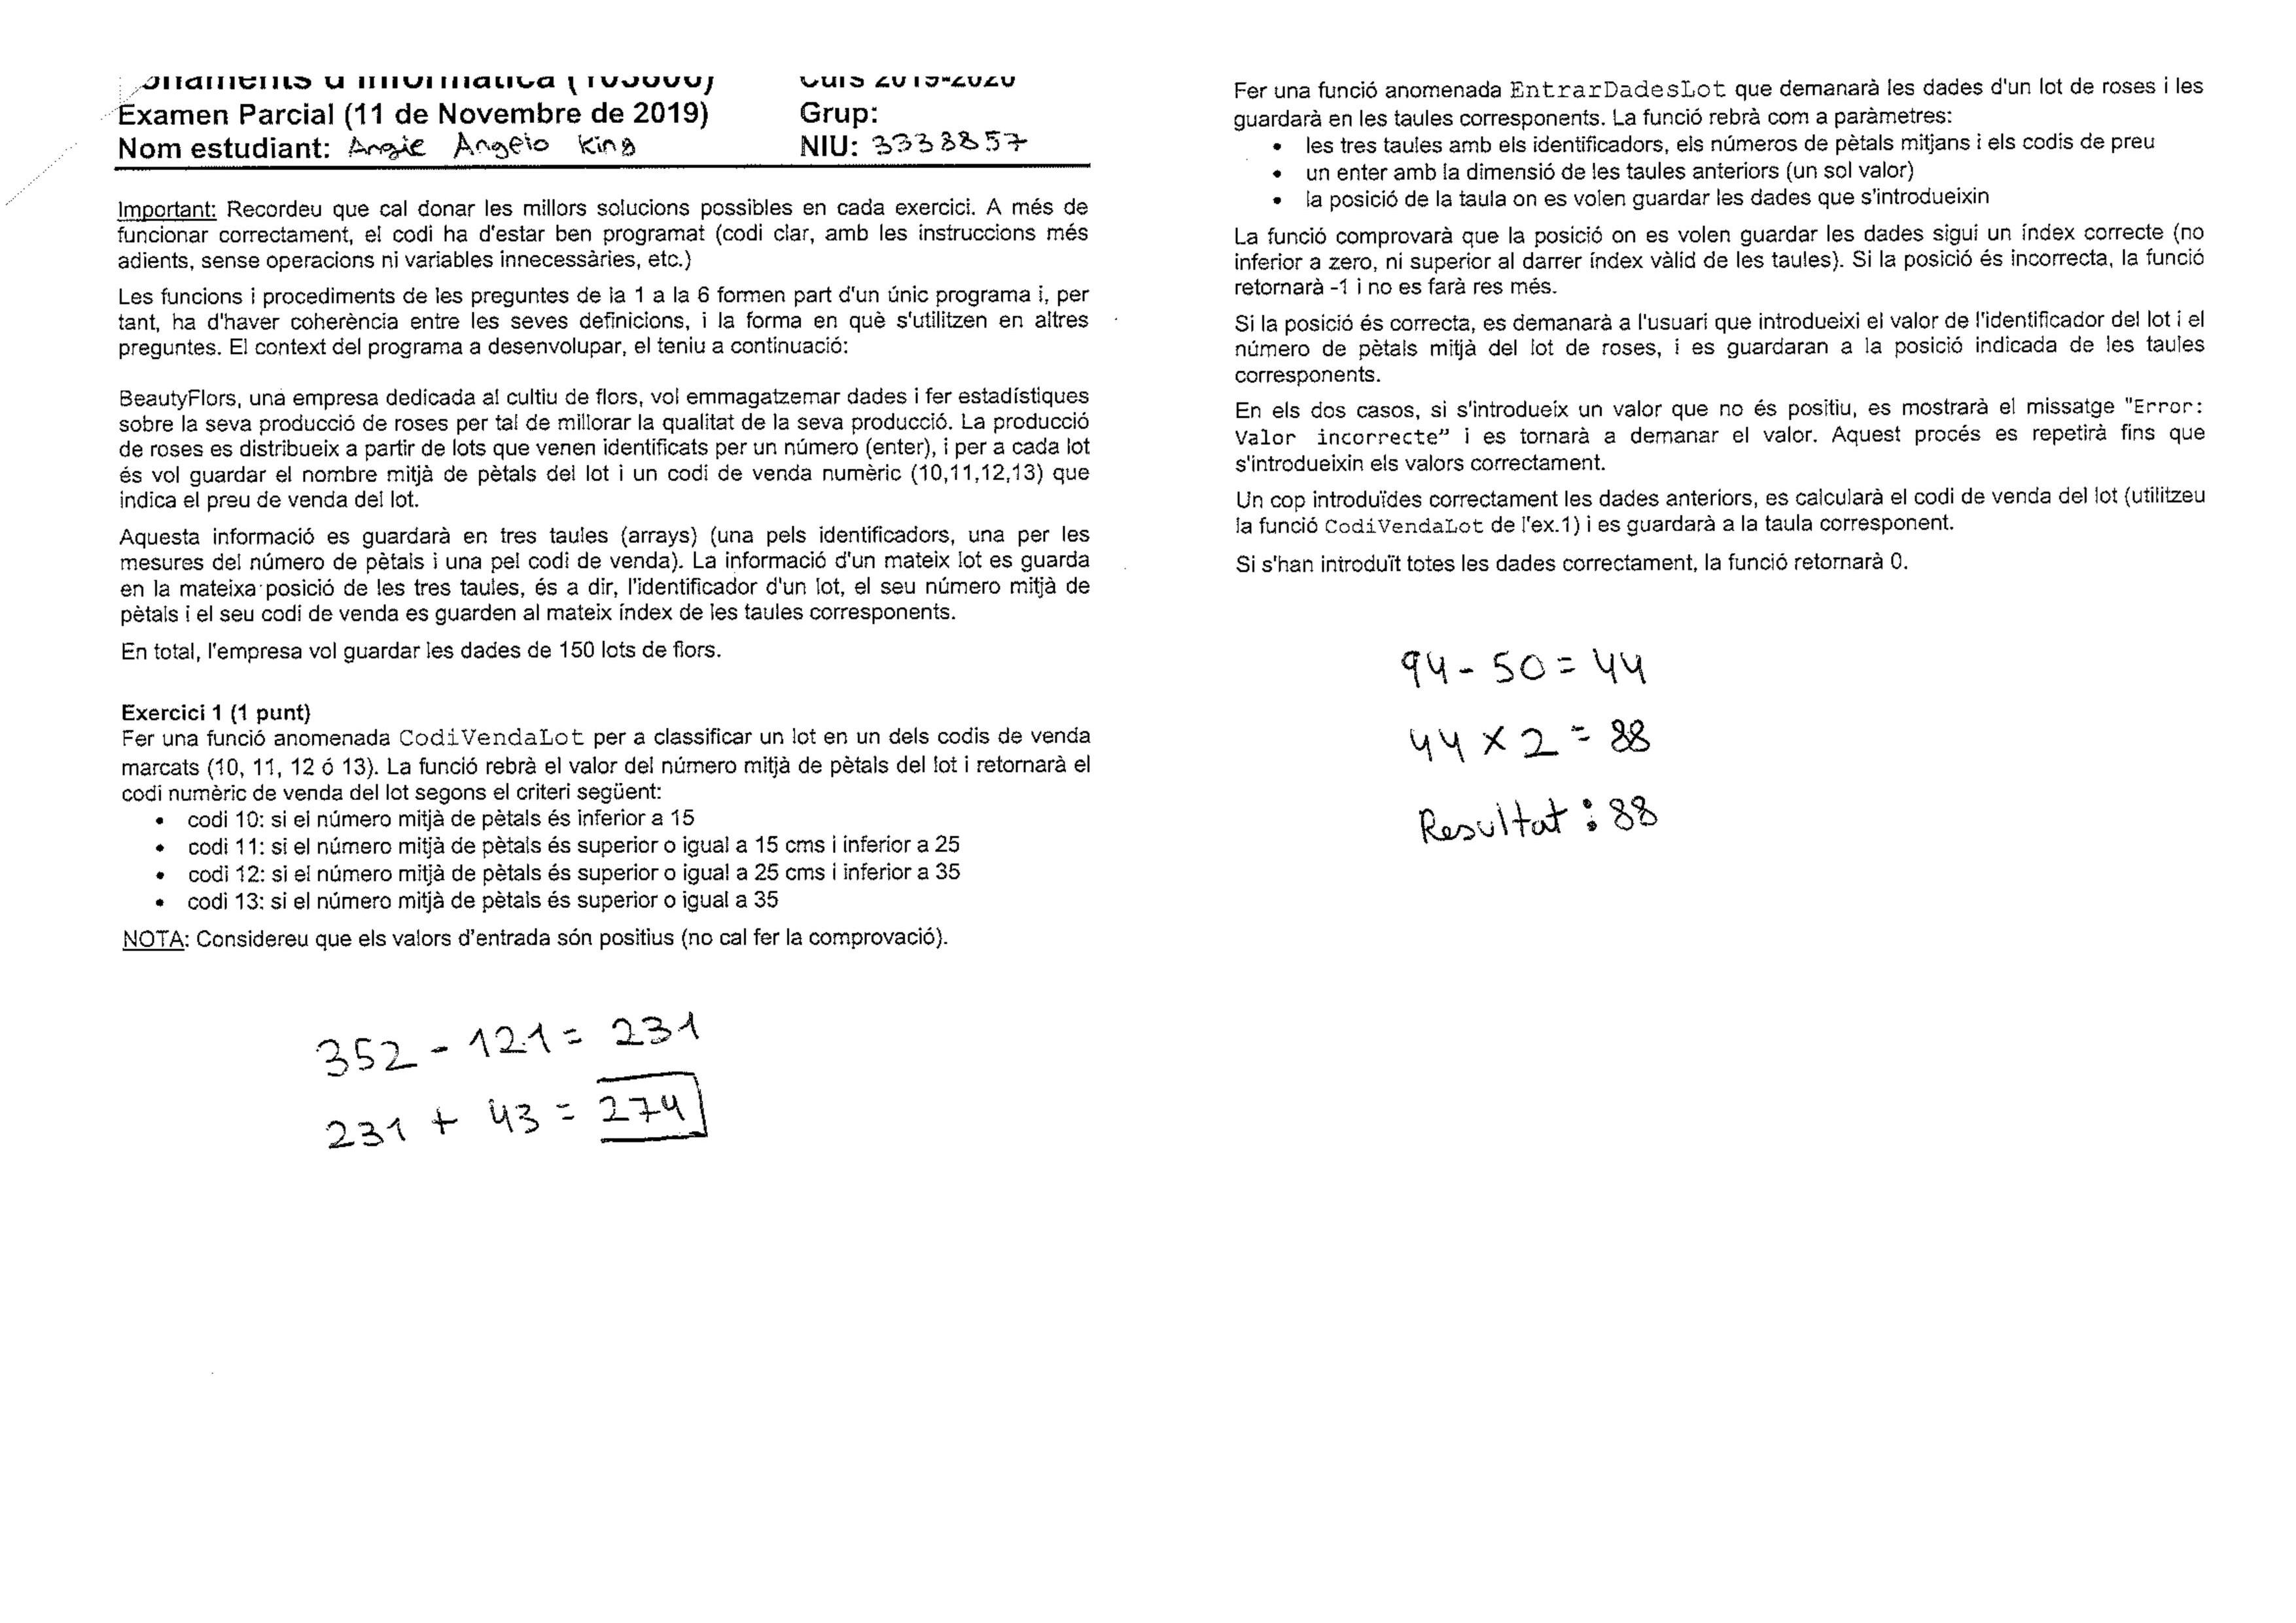 Examen Parcial (11 de Novembre de 2019) Grup:
Nom estudiant: Angie Angelo King NIU: 3338857
Important: Recordeu que cal donar les millors solucions possibles en cada exercici. A més de
funcionar correctament, el codi ha d'estar ben programat (codi clar, amb les instruccions més
adients, sense operacions ni variables innecessàries, etc.)
Les funcions i procediments de les preguntes de la 1 a la 6 formen part d'un únic programa i, per
tant, ha d'haver coherència entre les seves definicions, i la forma en què s'utilitzen en altres
preguntes. El context del programa a desenvolupar, el teniu a continuació:
BeautyFlors, una empresa dedicada al cultiu de flors, vol emmagatzemar dades i fer estadístiques
sobre la seva producció de roses per tal de millorar la qualitat de la seva producció. La producció
de roses es distribueix a partir de lots que venen identificats per un número (enter), i per a cada lot
és vol guardar el nombre mitjà de pètals del lot i un codi de venda numèric (10,11,12,13) que
indica el preu de venda del lot.
Aquesta informació es guardarà en tres taules (arrays) (una pels identificadors, una per les
mesures del número de pètals i una pel codi de venda). La informació d'un mateix lot es guarda
en la mateixa posició de les tres taules, és a dir, l'identificador d'un lot, el seu número mitjà de
pètals i el seu codi de venda es guarden al mateix índex de les taules corresponents.
En total, l'empresa vol guardar les dades de 150 lots de flors.
Exercici 1 (1 punt)
Fer una funció anomenada CodiVendaLot per a classificar un lot en un dels codis de venda
marcats (10, 11, 12 ó 13). La funció rebrà el valor del número mitjà de pètals del lot i retornarà el
codi numèric de venda del lot segons el criteri següent:
• codi 10: si el número mitjà de pètals és inferior a 15
• codi 11: si el número mitjà de pètals és superior o igual a 15 cms i inferior a 25
• codi 12: si el número mitjà de pètals és superior o igual a 25 cms i inferior a 35
• codi 13: si el número mitjà de pètals és superior o igual a 35
NOTA: Considereu que els valors d'entrada són positius (no cal fer la comprovació).
352 - 121 = 231
231 + 43 = 274
Fer una funció anomenada EntrarDadesLot que demanarà les dades d'un lot de roses i les
guardarà en les taules corresponents. La funció rebrà com a paràmetres:
• les tres taules amb els identificadors, els números de pètals mitjans i els codis de preu
• un enter amb la dimensió de les taules anteriors (un sol valor)
• la posició de la taula on es volen guardar les dades que s'introdueixin
La funció comprovarà que la posició on es volen guardar les dades sigui un índex correcte (no
inferior a zero, ni superior al darrer índex vàlid de les taules). Si la posició és incorrecta, la funció
retornarà -1 i no es farà res més.
Si la posició és correcta, es demanarà a l'usuari que introdueixi el valor de l'identificador del lot i el
número de pètals mitjà del lot de roses, i es guardaran a la posició indicada de les taules
corresponents.
En els dos casos, si s'introdueix un valor que no és positiu, es mostrarà el missatge "Error:
Valor incorrecte” i es tornarà a demanar el valor. Aquest procés es repetirà fins que
s'introdueixin els valors correctament.
Un cop introduïdes correctament les dades anteriors, es calcularà el codi de venda del lot (utilitzeu
la funció CodiVendaLot de l'ex.1) i es guardarà a la taula corresponent.
Si s'han introduït totes les dades correctament, la funció retornarà 0.
94 - 50 = 44
44 x 2 = 88
Resultat : 88